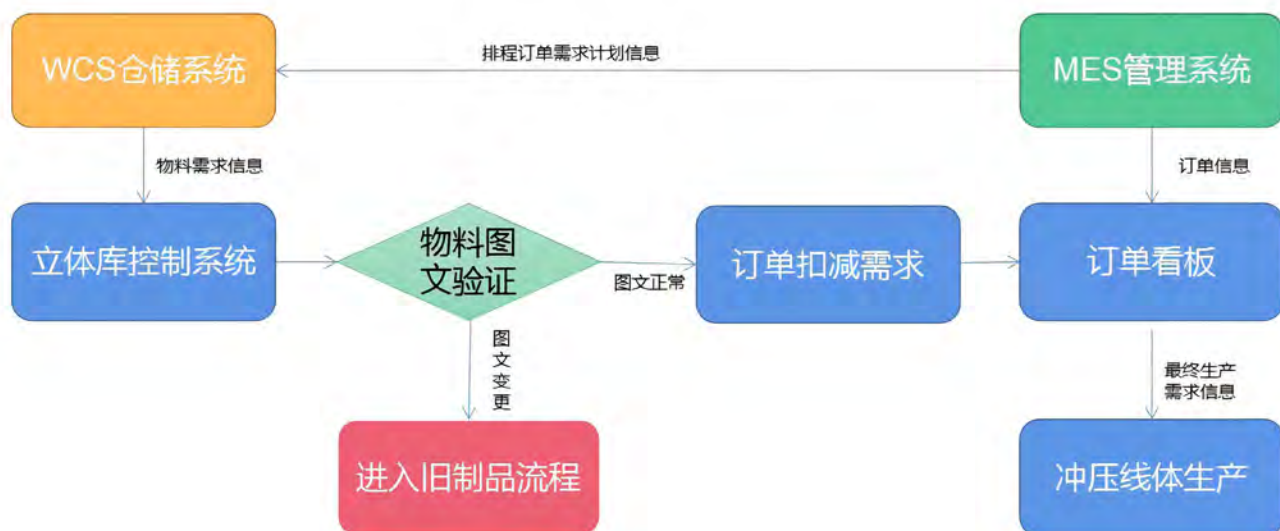 WCS仓储系统
排程订单需求计划信息
MES管理系统
物料需求信息
订单信息
立体库控制系统
物料图
文验证
图文正常
订单扣减需求
订单看板
图
文
变
更
最终生产
需求信息
进入旧制品流程
冲压线体生产